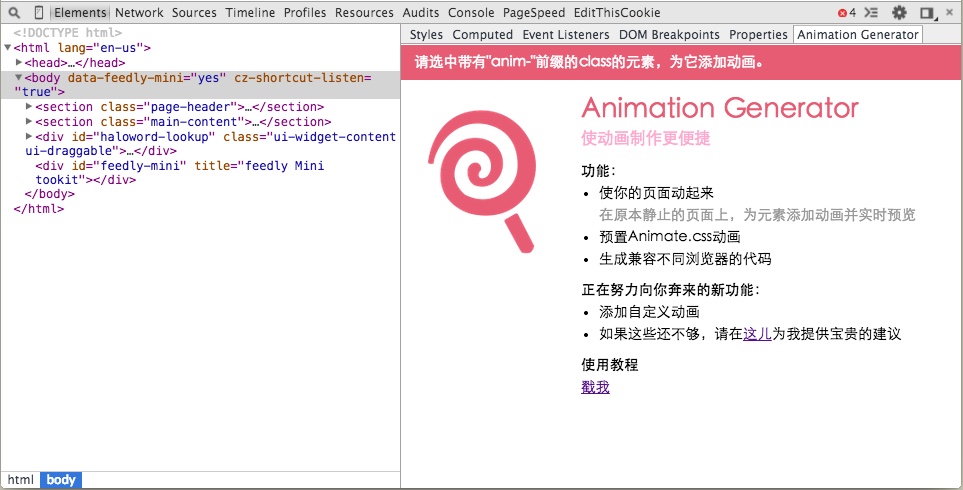 Elements Network Sources Timeline Profiles Resources Audits Console PageSpeed EditThisCookie 4
<!DOCTYPE html>
<html lang="en-us">
<head>…</head>
<body data-feedly-mini="yes" cz-shortcut-listen=
"true">
<section class="page-header">…</section>
<section class="main-content">…</section>
<div id="haloword-lookup" class="ui-widget-content
ui-draggable">…</div>
<div id="feedly-mini" title="feedly Mini
tookit"></div>
</body>
</html>
html body
Styles Computed Event Listeners DOM Breakpoints Properties Animation Generator
请选中带有"anim-"前缀的class的元素，为它添加动画。
Animation Generator
使动画制作更便捷
功能：
• 使你的页面动起来
在原本静止的页面上，为元素添加动画并实时预览
• 预置Animate.css动画
• 生成兼容不同浏览器的代码
正在努力向你奔来的新功能：
• 添加自定义动画
• 如果这些还不够，请在这儿为我提供宝贵的建议
使用教程
戳我